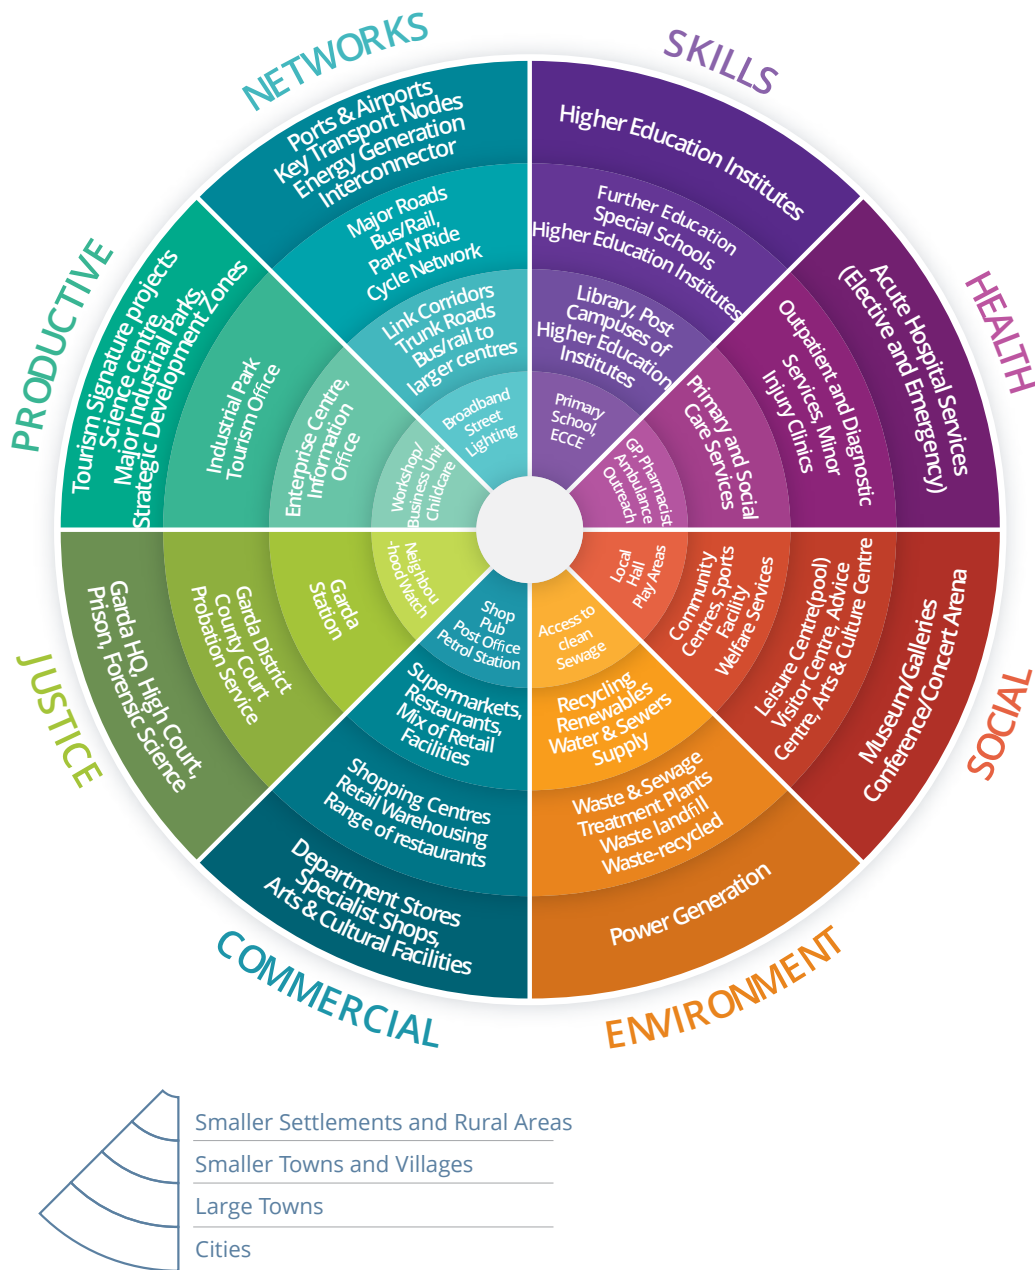 NETWORKS
Ports & Airports
Key Transport Nodes
Energy Generation
Interconnector
Major Roads
Bus/Rail,
Park N'Ride
Cycle Network
Link Corridors
Trunk Roads
Bus/rail to
larger centres
Broadband
Street
Lighting
SKILLS
Higher Education Institutes
Further Education
Special Schools
Higher Education Institutes
Library, Post
Campuses of
Higher Education
Institutes
Primary
School,
ECCE
HEALTH
Acute Hospital Services
(Elective and Emergency)
Outpatient and Diagnostic
Services, Minor
Injury Clinics
Primary and Social
Care Services
GP, Pharmacist
Ambulance
Outreach
SOCIAL
Museum/Galleries
Conference/Concert Arena
Leisure Centre(pool)
Visitor Centre, Advice
Centre, Arts & Culture Centre
Community
Centres, Sports
Facility
Welfare Services
Local
Hall
Play Areas
ENVIRONMENT
Access to
clean
Sewage
Recycling
Renewables
Water & Sewers
Supply
Waste & Sewage
Treatment Plants
Waste landfill
Waste-recycled
Power Generation
COMMERCIAL
Shop
Pub
Post Office
Petrol Station
Supermarkets,
Restaurants,
Mix of Retail
Facilities
Shopping Centres
Retail Warehousing
Range of restaurants
Department Stores
Specialist Shops,
Arts & Cultural Facilities
JUSTICE
Neighbou
-hood Watch
Garda
Station
Garda District
County Court
Probation Service
Garda HQ, High Court,
Prison, Forensic Science
PRODUCTIVE
Tourism Signature projects
Science centre,
Major Industrial Parks,
Strategic Development Zones
Industrial Park
Tourism Office
Enterprise Centre,
Information
Office
Workshop/
Business Unit
Childcare
Smaller Settlements and Rural Areas
Smaller Towns and Villages
Large Towns
Cities